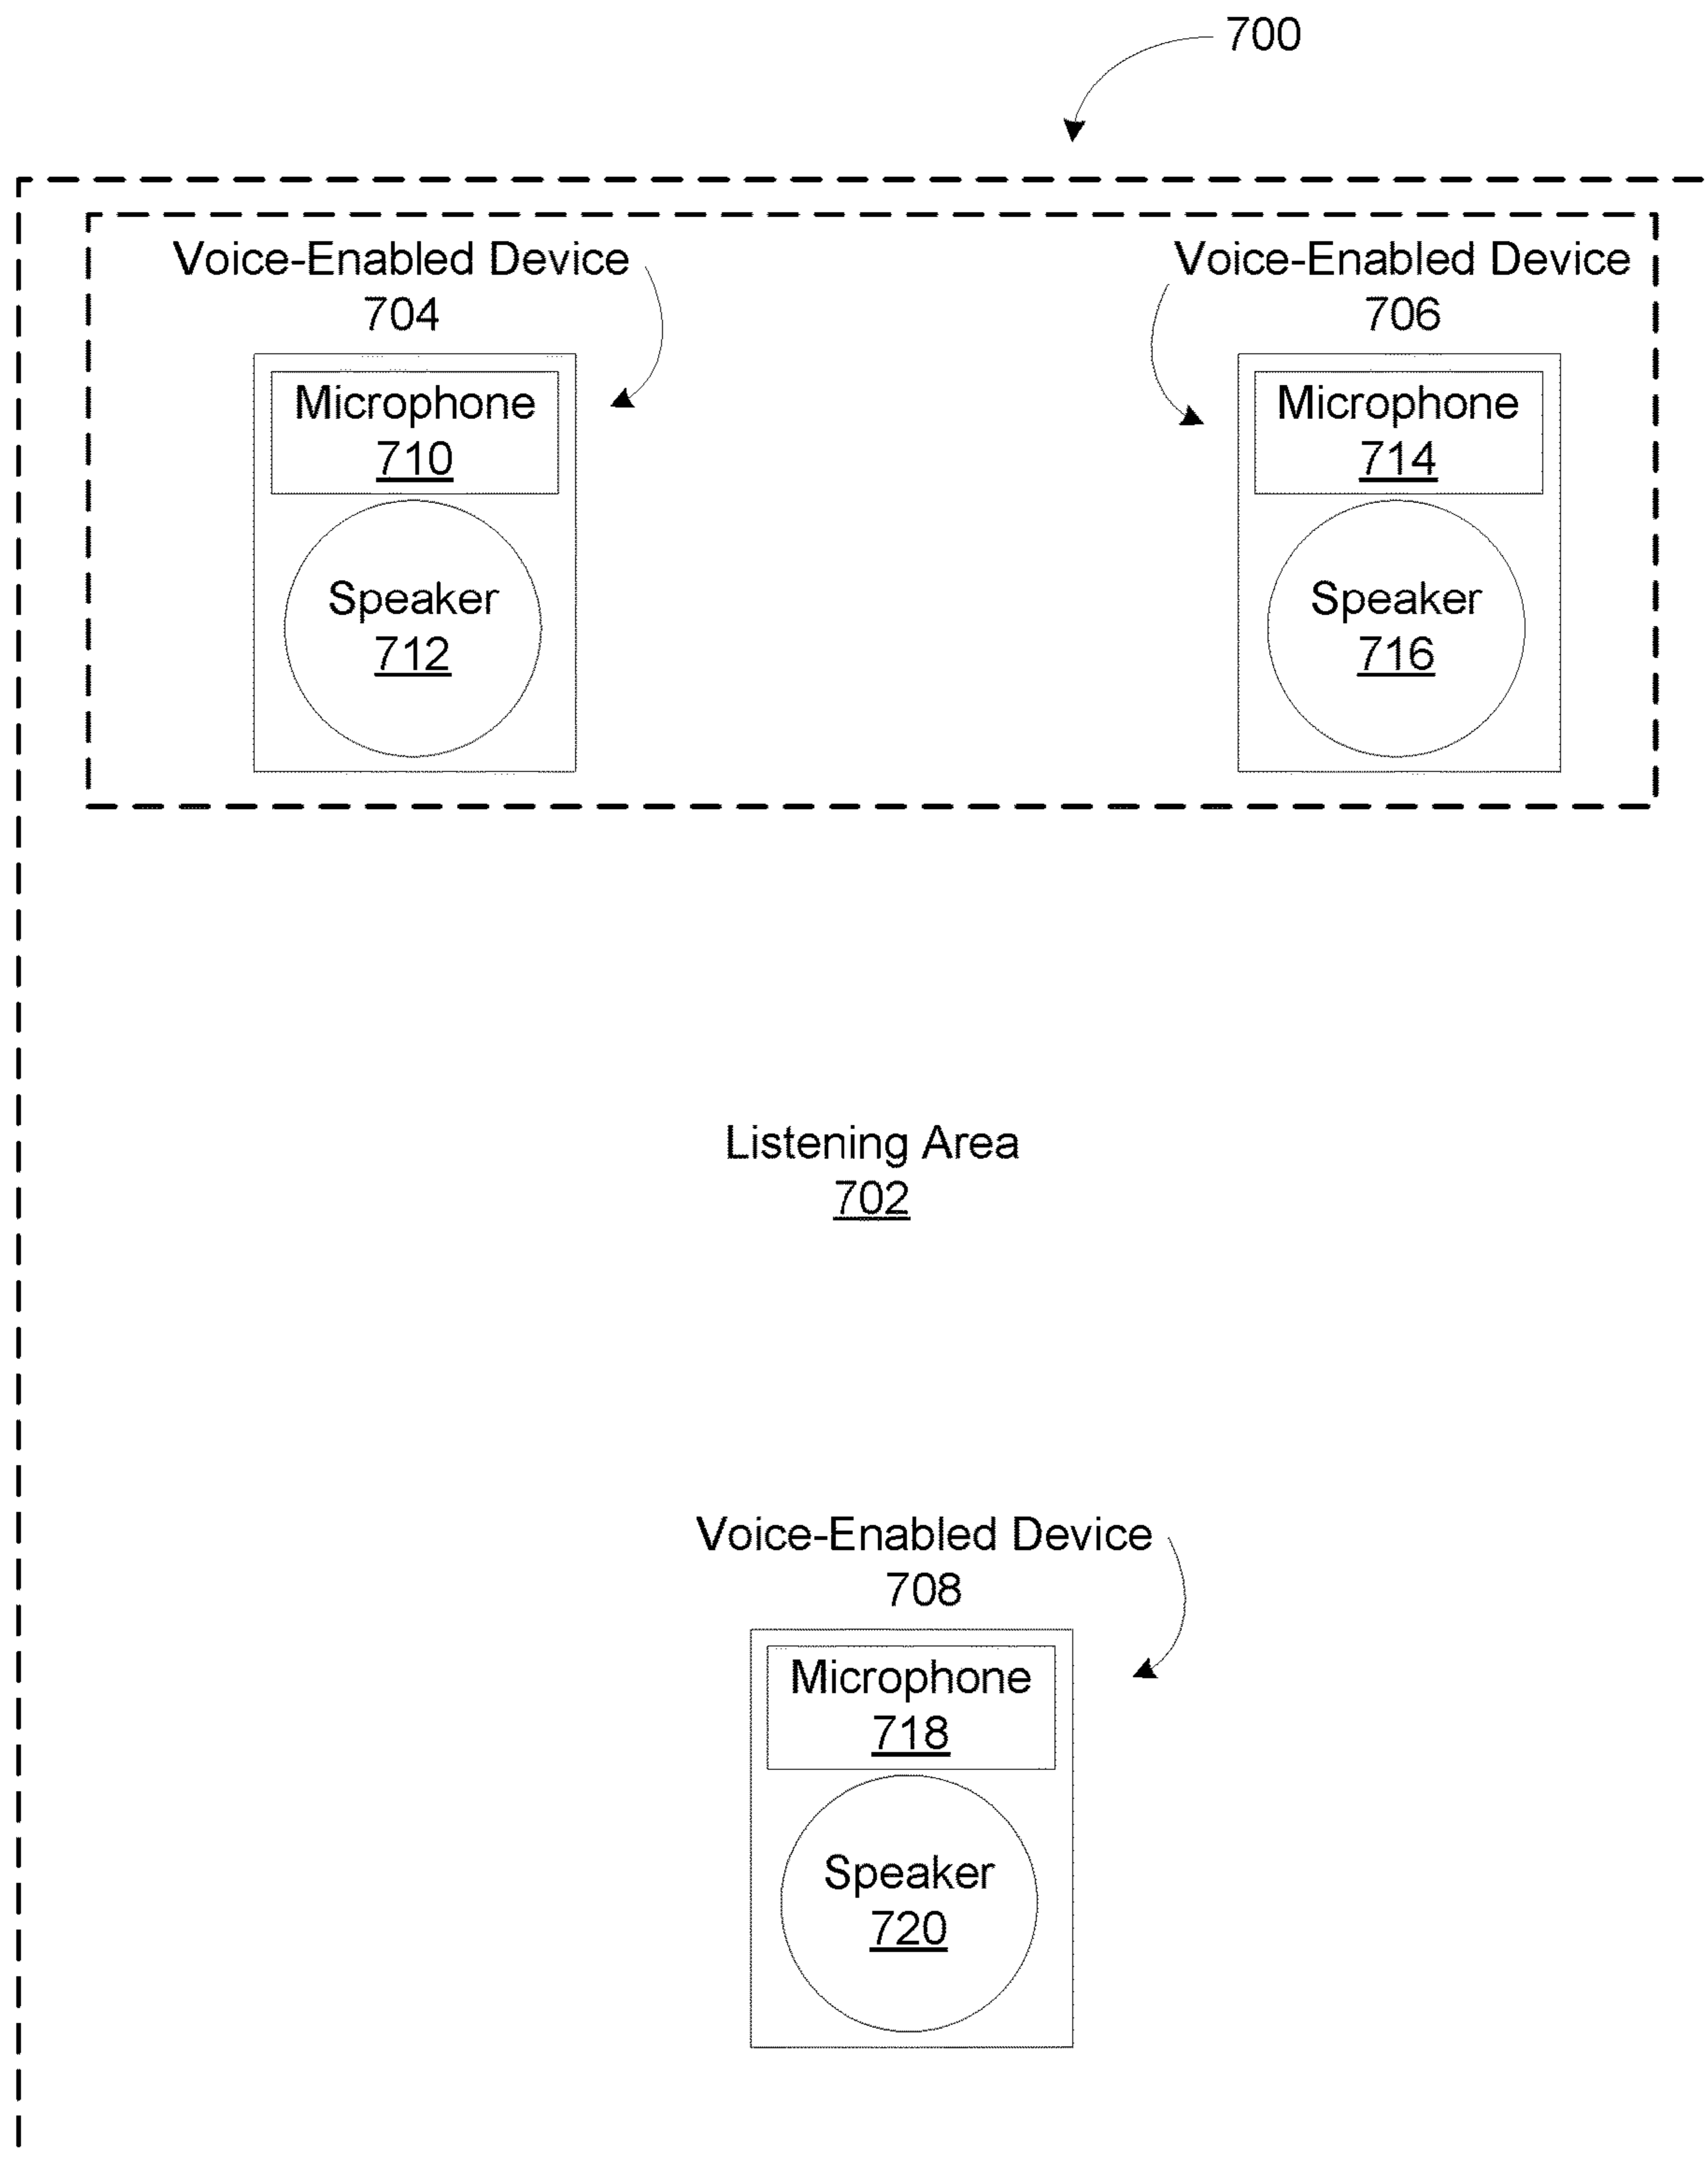 700
Voice-Enabled Device
704
Voice-Enabled Device
706
Microphone
710
Microphone
714
Speaker
712
Speaker
716
Listening Area
702
Voice-Enabled Device
708
Microphone
718
Speaker
720